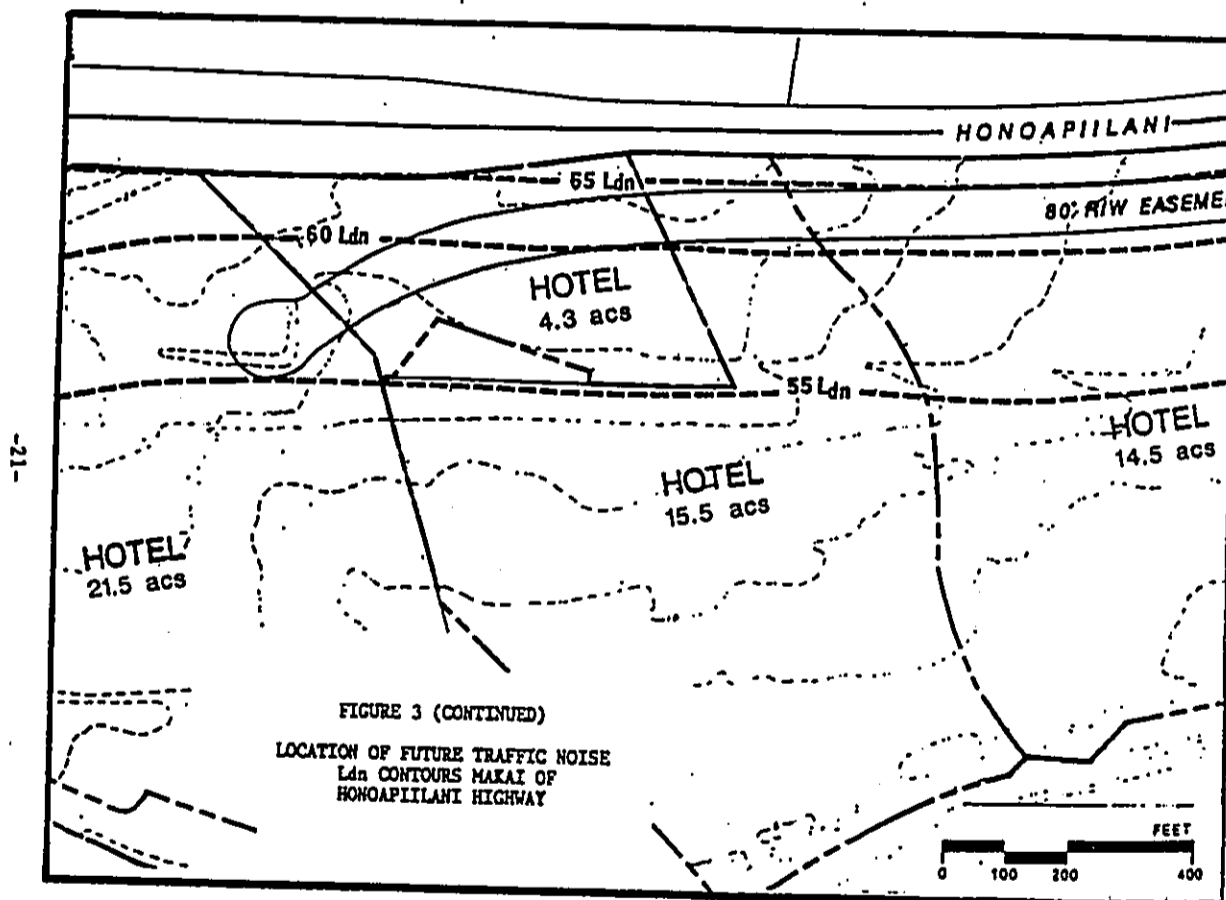 HONOAPIILANI
65 Ldn
80' R/W EASEME
60 Ldn
HOTEL
4.3 acs
55 Ldn
HOTEL
14.5 acs
HOTEL
15.5 acs
HOTEL
21.5 acs
-21-
FIGURE 3 (CONTINUED)
LOCATION OF FUTURE TRAFFIC NOISE
Ldn CONTOURS MAKAI OF
HONOAPIILANI HIGHWAY
FEET
0 100 200 400